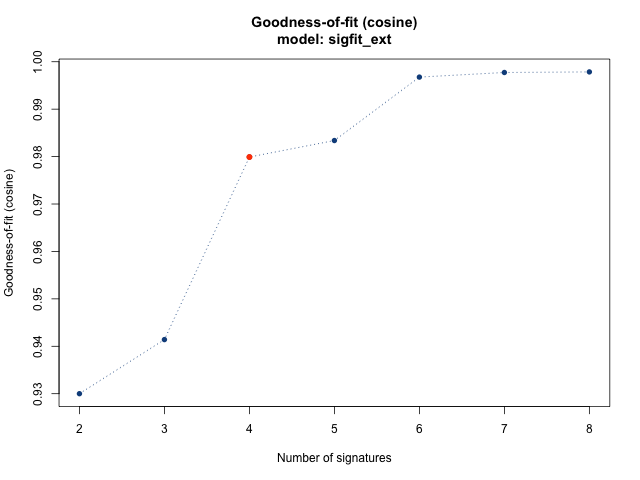 Goodness-of-fit (cosine)
model: sigfit_ext
Goodness-of-fit (cosine)
1.00
0.99
0.98
0.97
0.96
0.95
0.94
0.93
2 3 4 5 6 7 8
Number of signatures